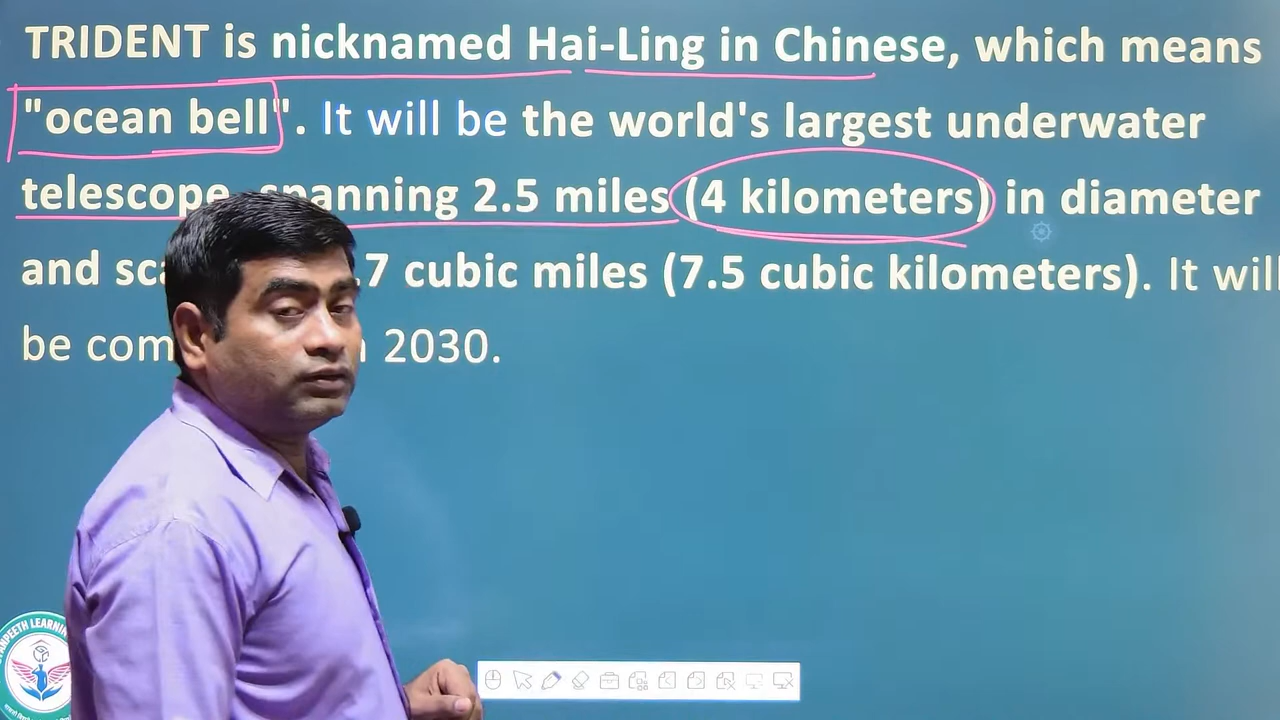 TRIDENT is nicknamed Hai-Ling in Chinese, which means
"ocean bell". It will be the world's largest underwater
telescope, spanning 2.5 miles (4 kilometers) in diameter
and 7 cubic miles (7.5 cubic kilometers). It will
be 2030.